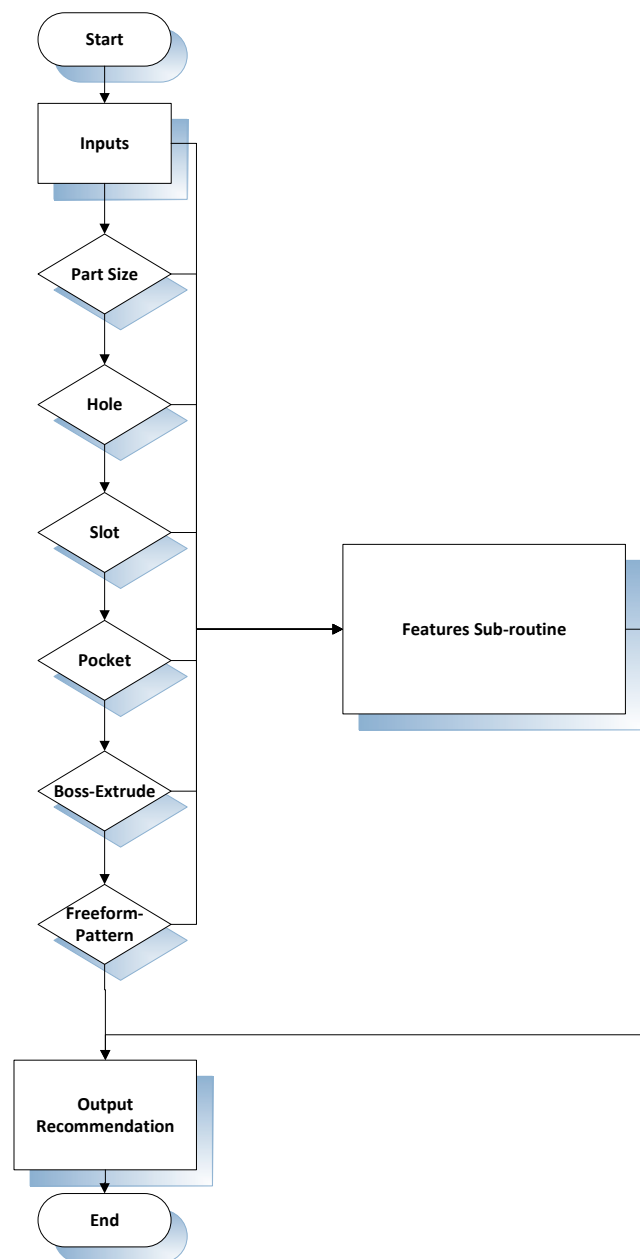 Start
Inputs
Part Size
Hole
Slot
Features Sub-routine
Pocket
Boss-Extrude
Freeform-
Pattern
Output
Recommendation
End